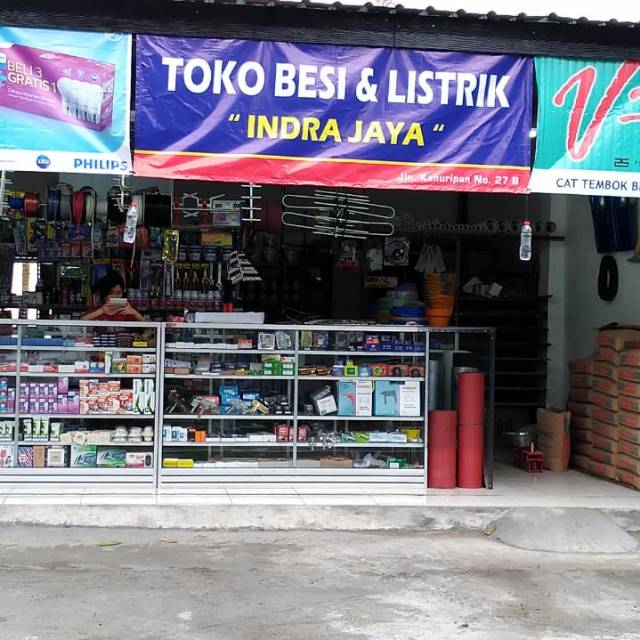 BELI 3
GRATIS 1
PHILIPS
TOKO BESI & LISTRIK
"INDRA JAYA"
Jln. Kahuripan No. 27 B
CAT TEMBOK